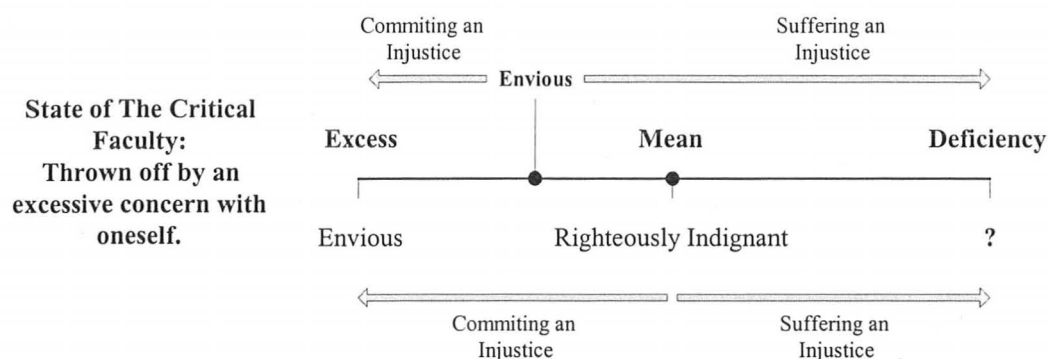 Commiting an
Injustice
Suffering an
Injustice
Envious
State of The Critical
Faculty:
Thrown off by an
excessive concern with
oneself.
Excess
Mean
Deficiency
Envious
Righteously Indignant
?
Commiting an
Injustice
Suffering an
Injustice